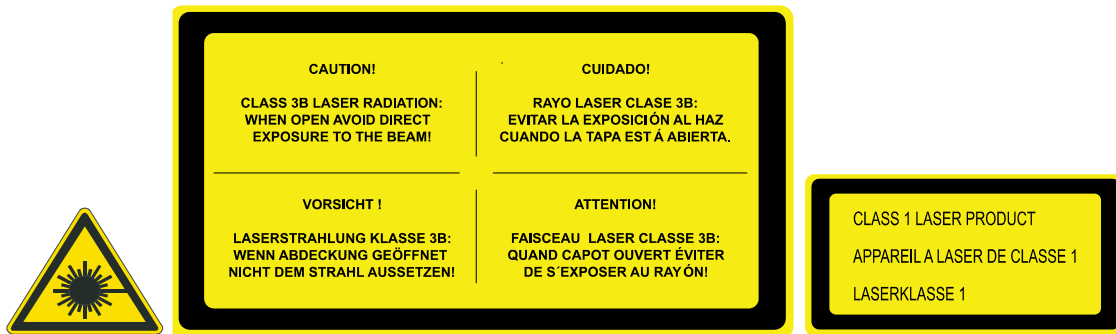 CAUTION!
CLASS 3B LASER RADIATION:
WHEN OPEN AVOID DIRECT
EXPOSURE TO THE BEAM!
CUIDADO!
RAYO LASER CLASE 3B:
EVITAR LA EXPOSICIÓN AL HAZ
CUANDO LA TAPA EST Á ABIERTA.
VORSICHT !
LASERSTRAHLUNG KLASSE 3B:
WENN ABDECKUNG GEÖFFNET
NICHT DEM STRAHL AUSSETZEN!
ATTENTION!
FAISCEAU LASER CLASSE 3B:
QUAND CAPOT OUVERT ÉVITER
DE S´EXPOSER AU RAYÓN!
CLASS 1 LASER PRODUCT
APPAREIL A LASER DE CLASSE 1
LASERKLASSE 1